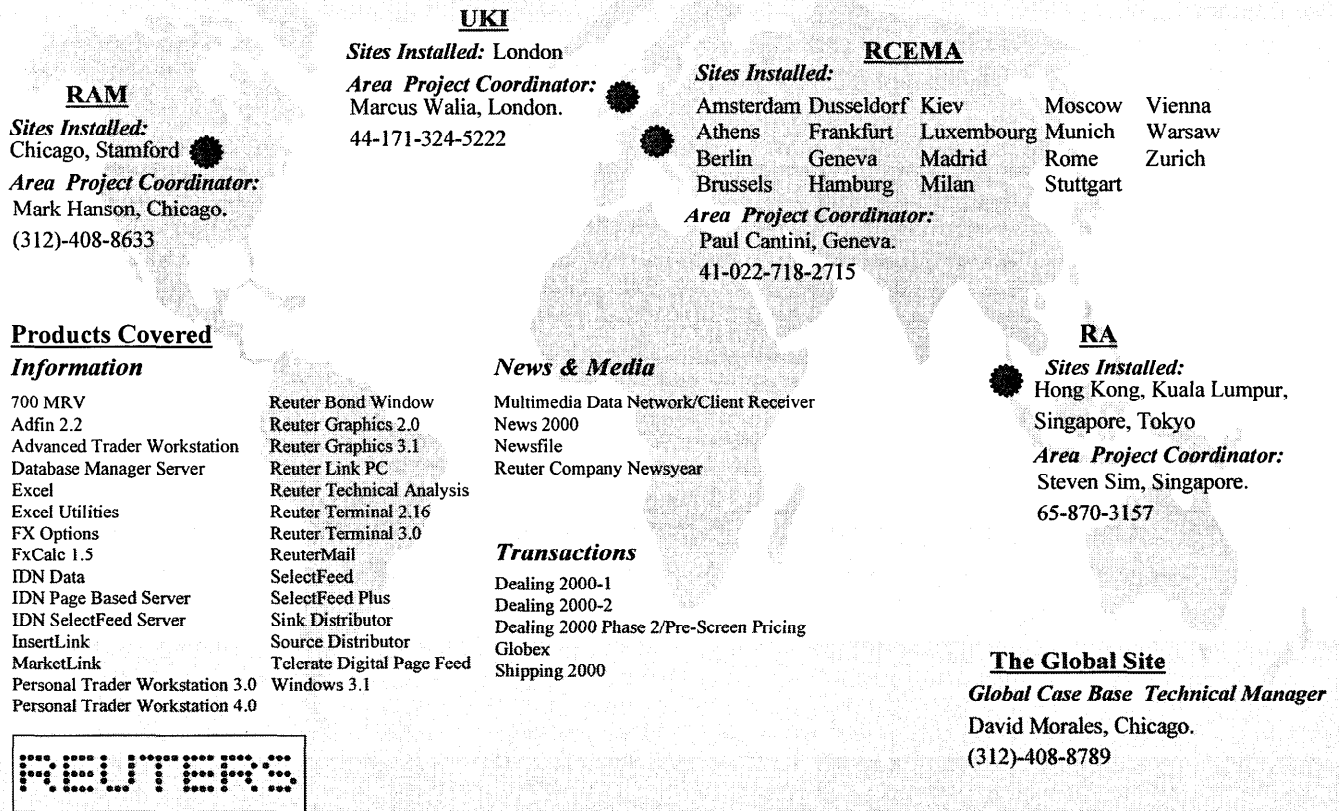 UKI
Sites Installed: London
Area Project Coordinator:
Marcus Walia, London.
44-171-324-5222
RCEMA
Sites Installed:
Amsterdam Dusseldorf Kiev Moscow Vienna
Athens Frankfurt Luxembourg Munich Warsaw
Berlin Geneva Madrid Rome Zurich
Brussels Hamburg Milan Stuttgart
Area Project Coordinator:
Paul Cantini, Geneva.
41-022-718-2715
RAM
Sites Installed:
Chicago, Stamford
Area Project Coordinator:
Mark Hanson, Chicago.
(312)-408-8633
Products Covered
Information
700 MRV
Adfin 2.2
Advanced Trader Workstation
Database Manager Server
Excel
Excel Utilities
FX Options
FxCalc 1.5
IDN Data
IDN Page Based Server
IDN SelectFeed Server
InsertLink
MarketLink
Personal Trader Workstation 3.0
Personal Trader Workstation 4.0
Reuter Bond Window
Reuter Graphics 2.0
Reuter Graphics 3.1
Reuter Link PC
Reuter Technical Analysis
Reuter Terminal 2.16
Reuter Terminal 3.0
ReuterMail
SelectFeed
SelectFeed Plus
Sink Distributor
Source Distributor
Telerate Digital Page Feed
Windows 3.1
News & Media
Multimedia Data Network/Client Receiver
News 2000
Newsfile
Reuter Company Newsyear
Transactions
Dealing 2000-1
Dealing 2000-2
Dealing 2000 Phase 2/Pre-Screen Pricing
Globex
Shipping 2000
RA
Sites Installed:
Hong Kong, Kuala Lumpur,
Singapore, Tokyo
Area Project Coordinator:
Steven Sim, Singapore.
65-870-3157
The Global Site
Global Case Base Technical Manager
David Morales, Chicago.
(312)-408-8789
REUTERS